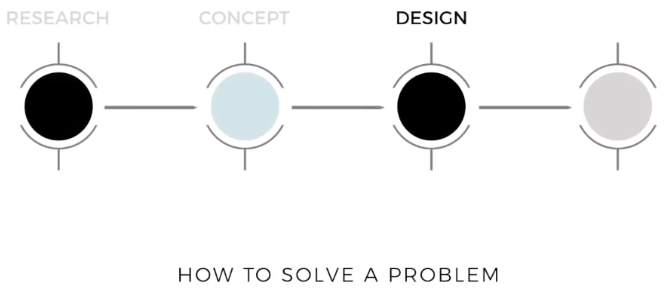 RESEARCH
CONCEPT
DESIGN
HOW TO SOLVE A PROBLEM